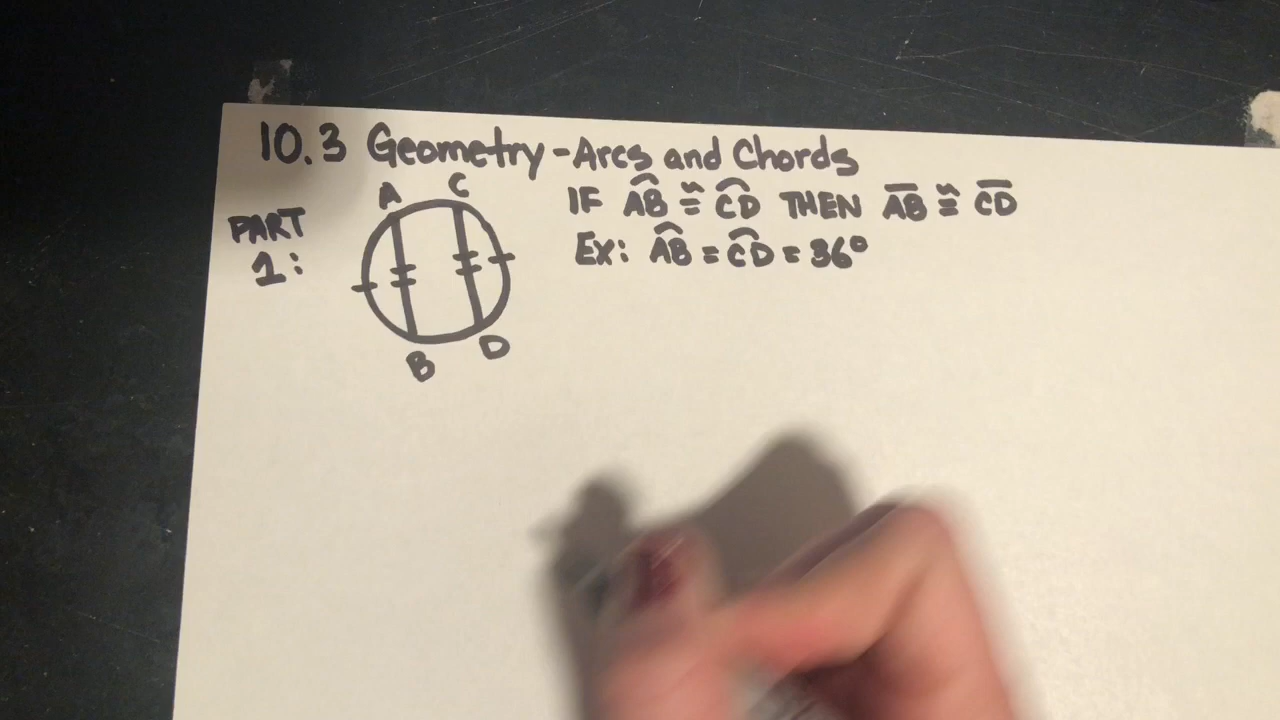 10.3 Geometry-Arcs and Chords
PART
1:
A
C
B
D
IF A͡B ≅ C͡D THEN A̅B̅ ≅ C̅D̅
Ex: A͡B = C͡D = 36°